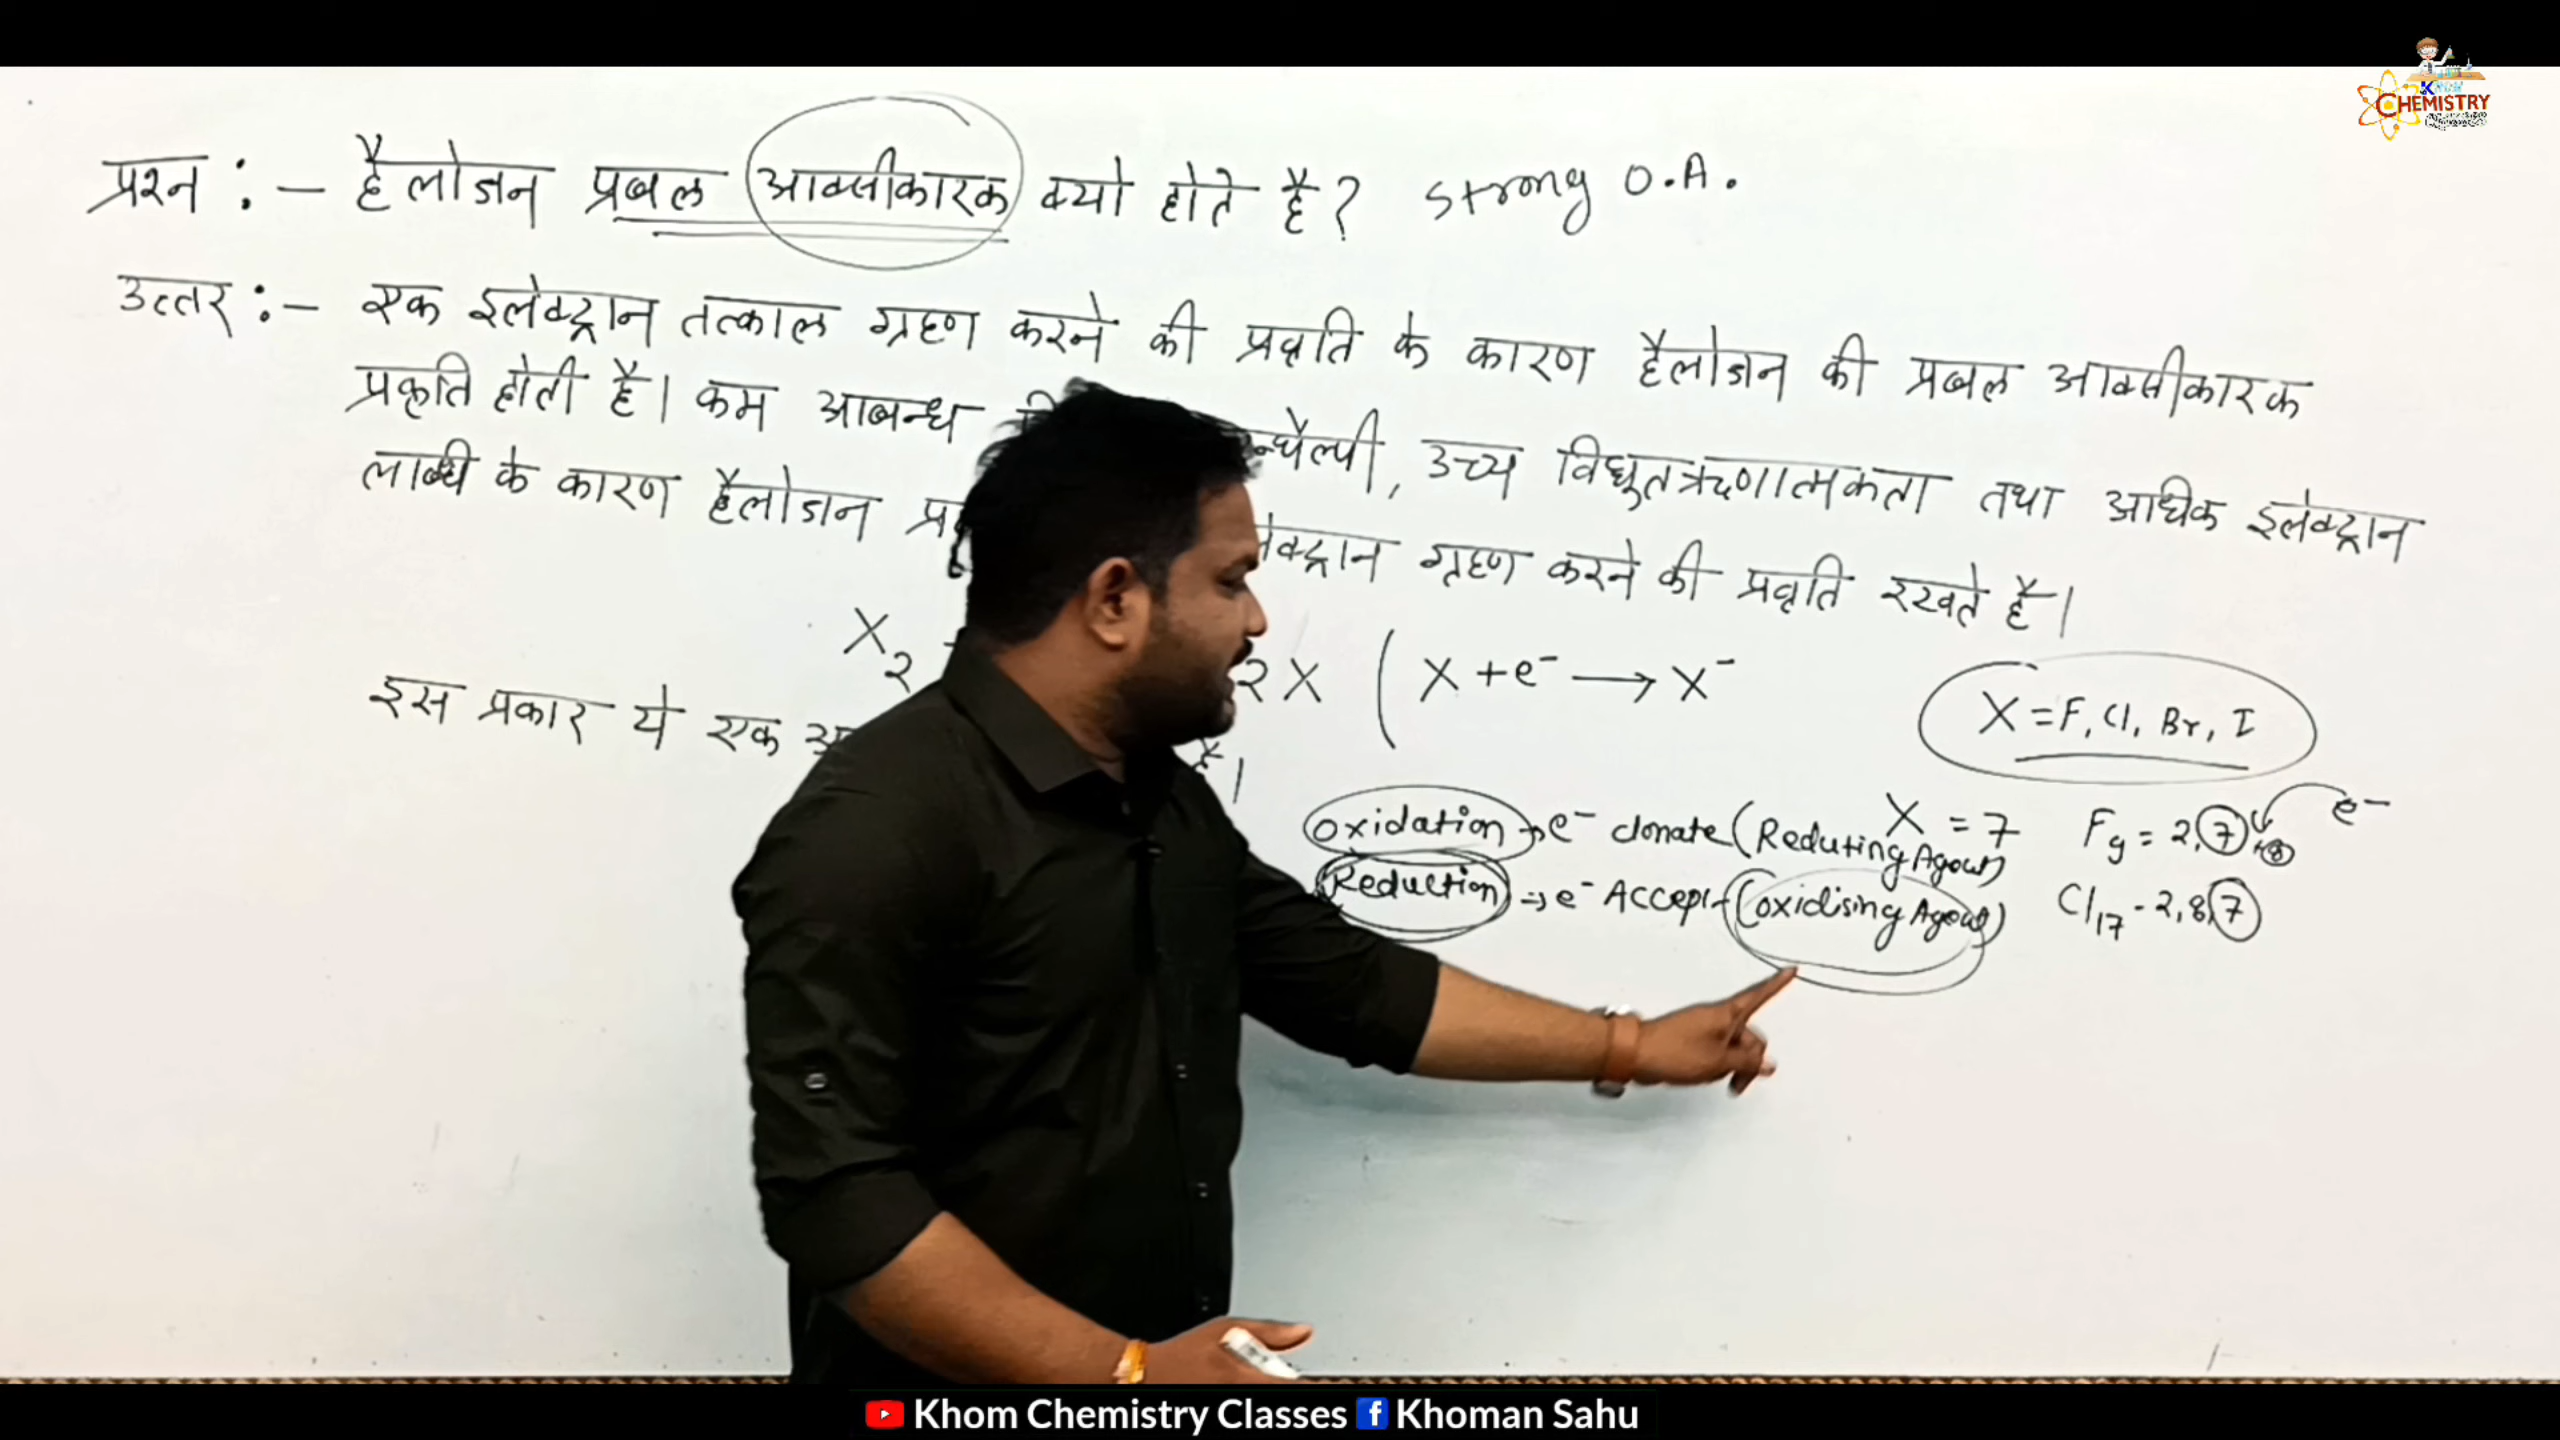 CHEMISTRY
प्रश्न :- हैलोजन प्रबल आक्सीकारक क्यो होते है? strong O.A.
उत्तर :- एक इलेक्ट्रान तत्काल ग्रहण करने की प्रवृति के कारण हैलोजन की प्रबल आक्सीकारक
प्रकृति होती है। कम आबन्ध न्थैल्पी, उच्च विधुतऋणात्मकता तथा अधिक इलेक्ट्रान
लाब्धी के कारण हैलोजन इलेक्ट्रान ग्रहण करने की प्रवृति रखते है।
X₂ 2X ( X + e⁻ ⟶ X⁻
X = F, Cl, Br, I
इस प्रकार ये एक
Oxidation → e⁻ donate (Reduting Agent) X = 7 F₉ = 2,7+8 e⁻
Reduction ⇒ e⁻ Accept (oxidising Agent) Cl₁₇ - 2,8,7
Khom Chemistry Classes f Khoman Sahu